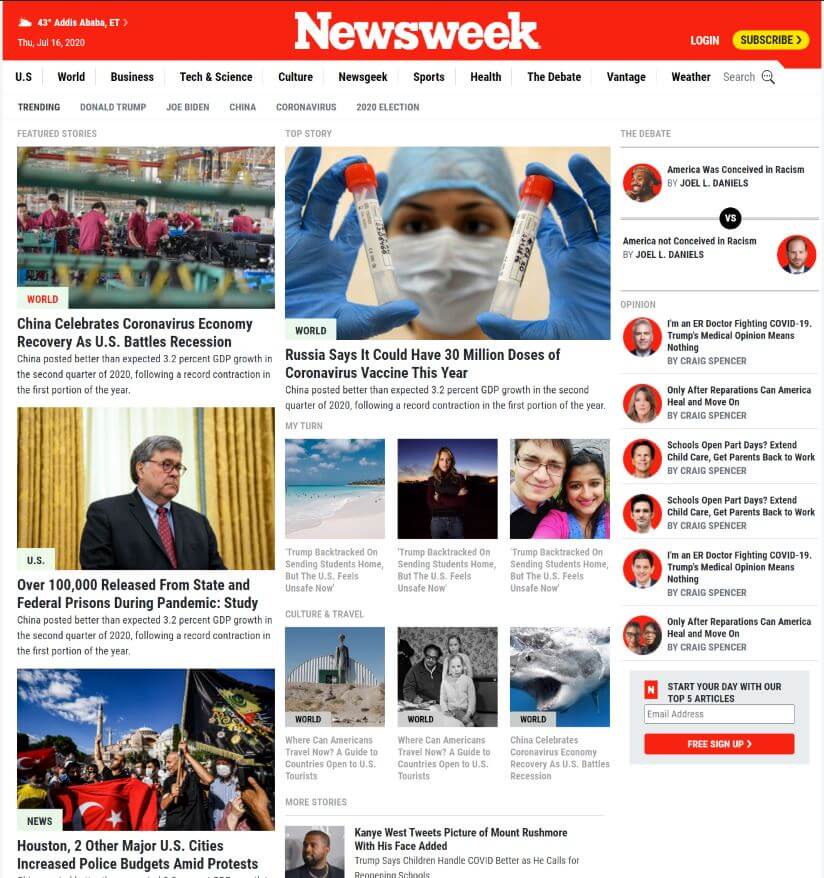 43° Addis Ababa, ET >
Thu, Jul 16, 2020
Newsweek
LOGIN
SUBSCRIBE >
U.S
World
Business
Tech & Science
Culture
Newsgeek
Sports
Health
The Debate
Vantage
Weather
Search
TRENDING
DONALD TRUMP
JOE BIDEN
CHINA
CORONAVIRUS
2020 ELECTION
FEATURED STORIES
WORLD
China Celebrates Coronavirus Economy
Recovery As U.S. Battles Recession
China posted better than expected 3.2 percent GDP growth in
the second quarter of 2020, following a record contraction in
the first portion of the year.
U.S.
Over 100,000 Released From State and
Federal Prisons During Pandemic: Study
China posted better than expected 3.2 percent GDP growth in
the second quarter of 2020, following a record contraction in
the first portion of the year.
NEWS
Houston, 2 Other Major U.S. Cities
Increased Police Budgets Amid Protests
TOP STORY
WORLD
Russia Says It Could Have 30 Million Doses of
Coronavirus Vaccine This Year
China posted better than expected 3.2 percent GDP growth in the second
quarter of 2020, following a record contraction in the first portion of the year.
MY TURN
'Trump Backtracked On
Sending Students Home,
But The U.S. Feels
Unsafe Now'
'Trump Backtracked On
Sending Students Home,
But The U.S. Feels
Unsafe Now'
'Trump Backtracked On
Sending Students Home,
But The U.S. Feels
Unsafe Now'
CULTURE & TRAVEL
WORLD
Where Can Americans
Travel Now? A Guide to
Countries Open to U.S.
Tourists
WORLD
Where Can Americans
Travel Now? A Guide to
Countries Open to U.S.
Tourists
WORLD
China Celebrates
Coronavirus Economy
Recovery As U.S. Battles
Recession
MORE STORIES
Kanye West Tweets Picture of Mount Rushmore
With His Face Added
Trump Says Children Handle COVID Better as He Calls for
Reopening Schools
THE DEBATE
America Was Conceived in Racism
BY JOEL L. DANIELS
VS
America not Conceived in Racism
BY JOEL L. DANIELS
OPINION
I'm an ER Doctor Fighting COVID-19.
Trump's Medical Opinion Means
Nothing
BY CRAIG SPENCER
Only After Reparations Can America
Heal and Move On
BY CRAIG SPENCER
Schools Open Part Days? Extend
Child Care, Get Parents Back to Work
BY CRAIG SPENCER
Schools Open Part Days? Extend
Child Care, Get Parents Back to Work
BY CRAIG SPENCER
I'm an ER Doctor Fighting COVID-19.
Trump's Medical Opinion Means
Nothing
BY CRAIG SPENCER
Only After Reparations Can America
Heal and Move On
BY CRAIG SPENCER
N
START YOUR DAY WITH OUR
TOP 5 ARTICLES
Email Address
FREE SIGN UP >